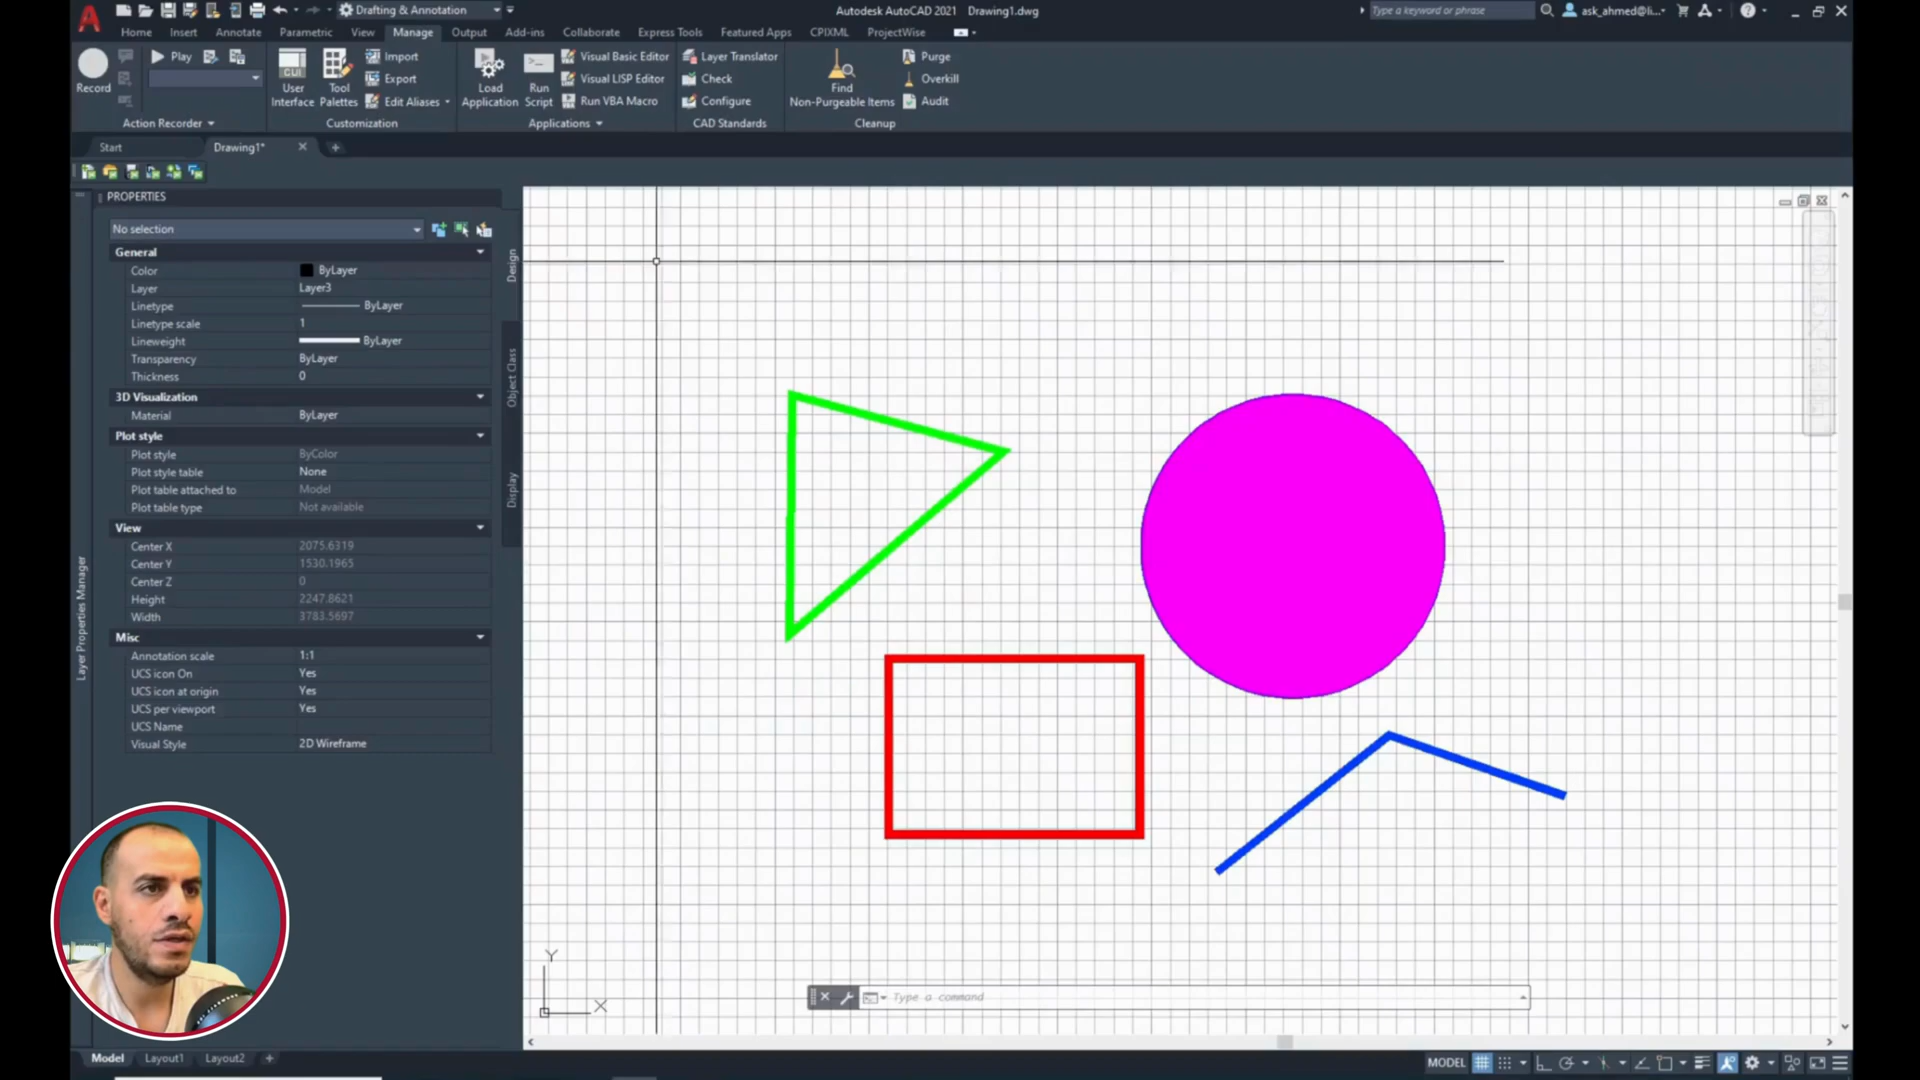 Drafting & Annotation
Autodesk AutoCAD 2021 Drawing1.dwg
Type a keyword or phrase
ask_ahmed@li...
Home Insert Annotate Parametric View Manage Output Add-ins Collaborate Express Tools Featured Apps CPIXML ProjectWise
Record
Play
Action Recorder
CUI
User Interface
Tool Palettes
Import
Export
Edit Aliases
Customization
Load Application
Run Script
Visual Basic Editor
Visual LISP Editor
Run VBA Macro
Applications
Layer Translator
Check
Configure
CAD Standards
Find Non-Purgeable Items
Purge
Overkill
Audit
Cleanup
Start
Drawing1*
PROPERTIES
No selection
General
Color ByLayer
Layer Layer3
Linetype ByLayer
Linetype scale 1
Lineweight ByLayer
Transparency ByLayer
Thickness 0
3D Visualization
Material ByLayer
Plot style
Plot style ByColor
Plot style table None
Plot table attached to Model
Plot table type Not available
View
Center X 2075.6319
Center Y 1530.1965
Center Z 0
Height 2247.8621
Width 3783.5697
Misc
Annotation scale 1:1
UCS icon On Yes
UCS icon at origin Yes
UCS per viewport Yes
UCS Name
Visual Style 2D Wireframe
Design
Object Class
Display
Layer Properties Manager
Y
X
Type a command
Model Layout1 Layout2
MODEL